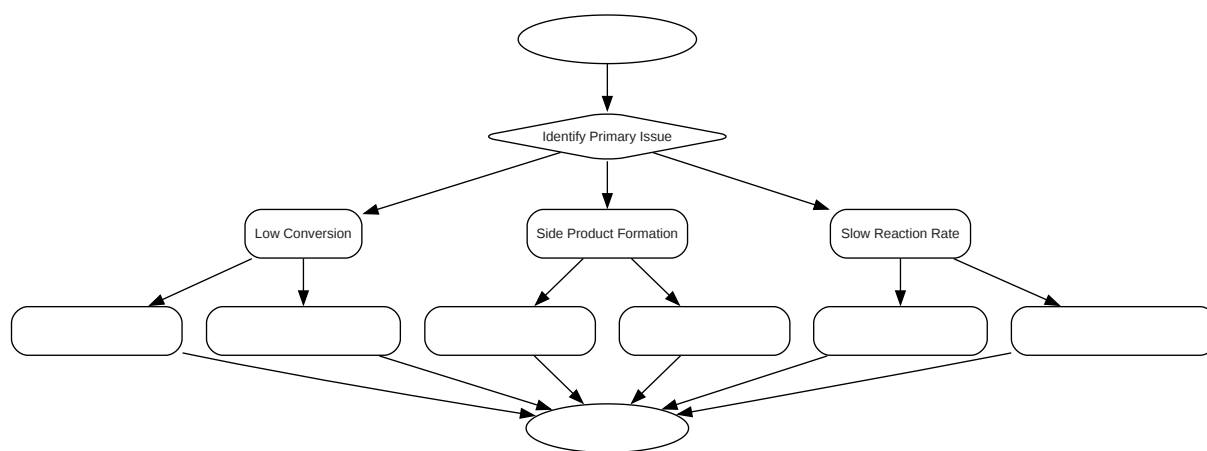 Identify Primary Issue
Low Conversion
Side Product Formation
Slow Reaction Rate